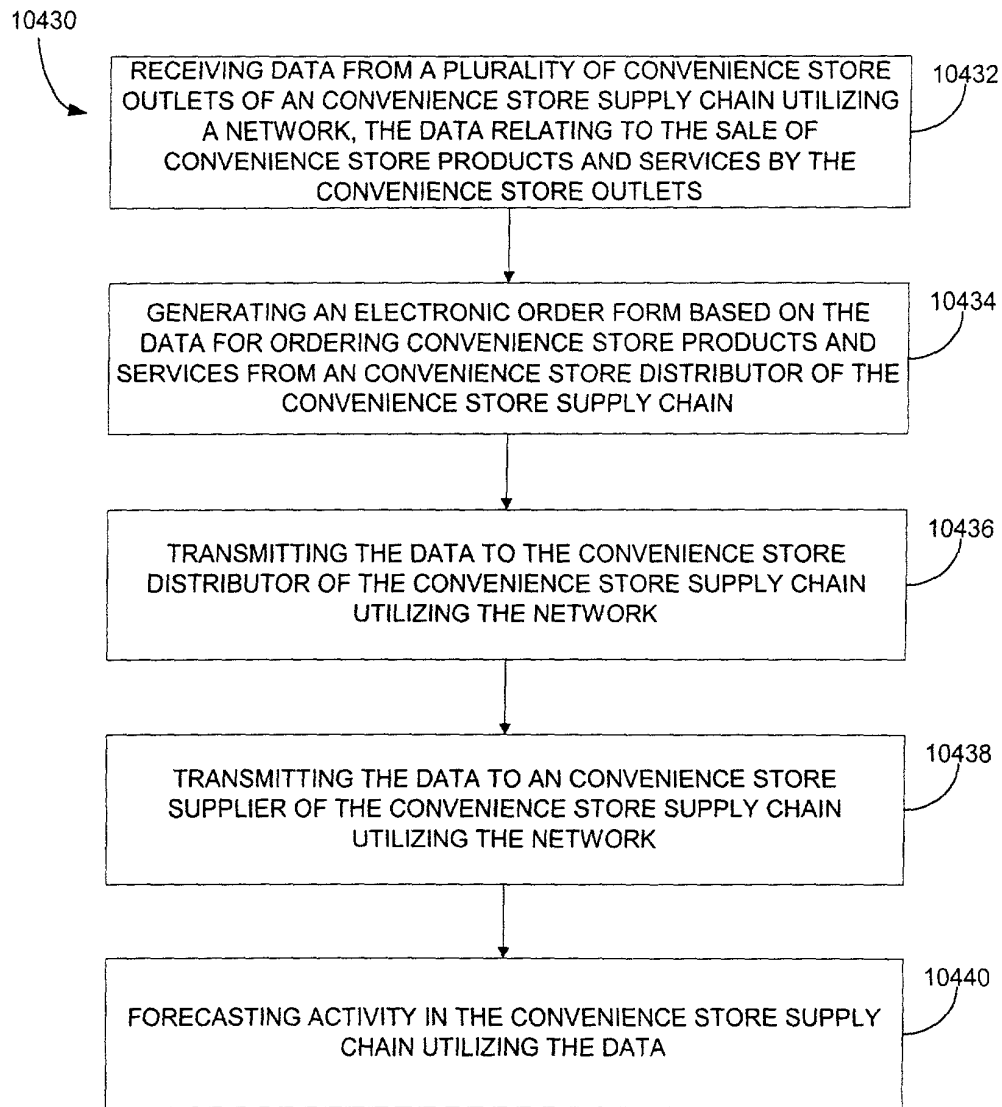 10430
RECEIVING DATA FROM A PLURALITY OF CONVENIENCE STORE
OUTLETS OF AN CONVENIENCE STORE SUPPLY CHAIN UTILIZING
A NETWORK, THE DATA RELATING TO THE SALE OF
CONVENIENCE STORE PRODUCTS AND SERVICES BY THE
CONVENIENCE STORE OUTLETS
10432
GENERATING AN ELECTRONIC ORDER FORM BASED ON THE
DATA FOR ORDERING CONVENIENCE STORE PRODUCTS AND
SERVICES FROM AN CONVENIENCE STORE DISTRIBUTOR OF THE
CONVENIENCE STORE SUPPLY CHAIN
10434
TRANSMITTING THE DATA TO THE CONVENIENCE STORE
DISTRIBUTOR OF THE CONVENIENCE STORE SUPPLY CHAIN
UTILIZING THE NETWORK
10436
TRANSMITTING THE DATA TO AN CONVENIENCE STORE
SUPPLIER OF THE CONVENIENCE STORE SUPPLY CHAIN
UTILIZING THE NETWORK
10438
FORECASTING ACTIVITY IN THE CONVENIENCE STORE SUPPLY
CHAIN UTILIZING THE DATA
10440